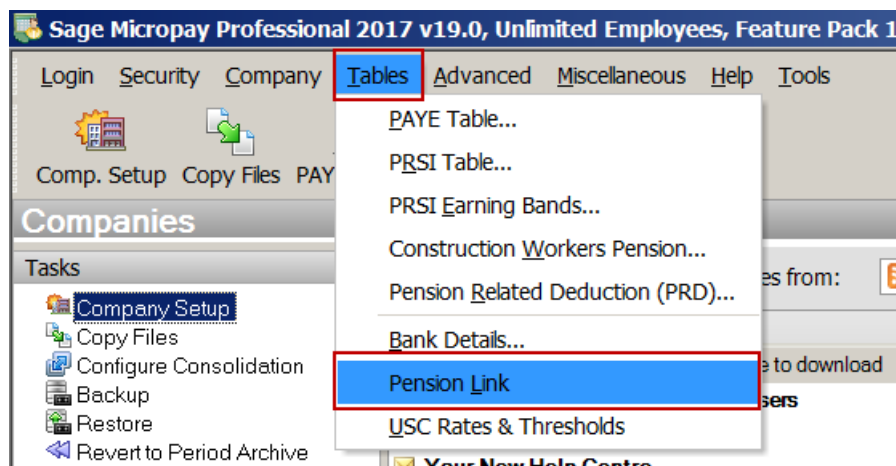 Sage Micropay Professional 2017 v19.0, Unlimited Employees, Feature Pack 1
Login Security Company Tables Advanced Miscellaneous Help Tools
Comp. Setup Copy Files PAY
PAYE Table...
PRSI Table...
PRSI Earning Bands...
Construction Workers Pension...
Pension Related Deduction (PRD)...
Bank Details...
Pension Link
USC Rates & Thresholds
Companies
Tasks
Company Setup
Copy Files
Configure Consolidation
Backup
Restore
Revert to Period Archive
es from:
e to download
sers
Your New Help Centre